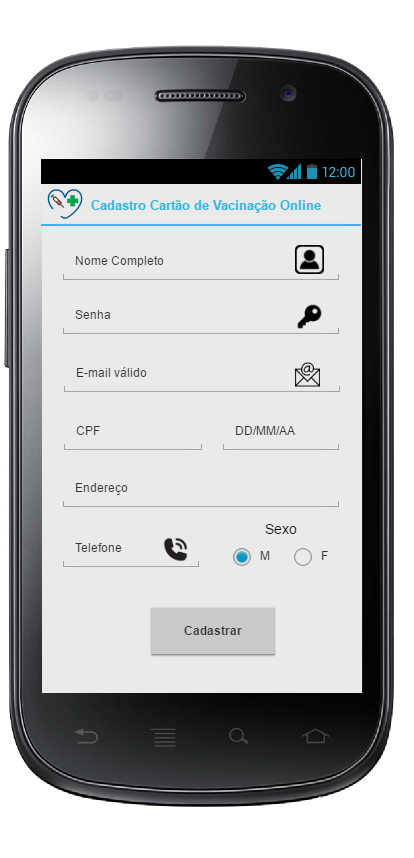 12:00
Cadastro Cartão de Vacinação Online
Nome Completo
Senha
E-mail válido
CPF
DD/MM/AA
Endereço
Sexo
Telefone
M
F
Cadastrar